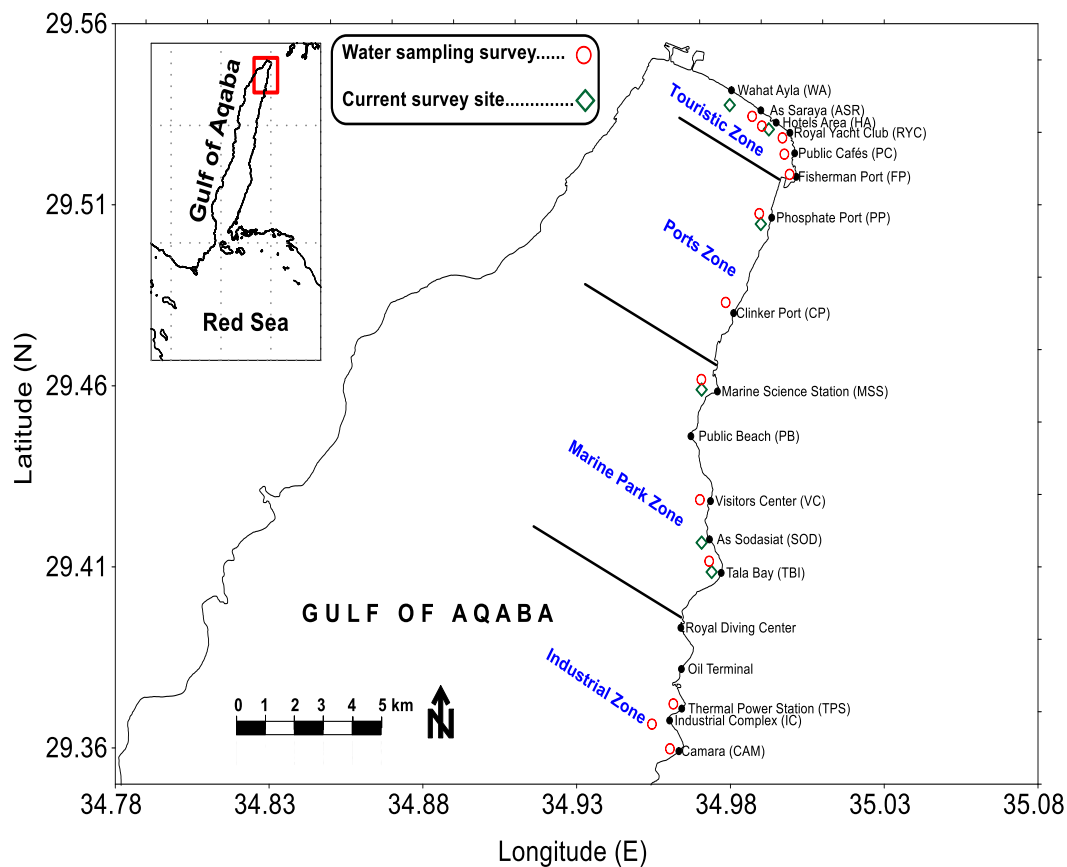 29.56
29.51
29.46
29.41
29.36
Latitude (N)
34.78
34.83
34.88
34.93
34.98
35.03
35.08
Longitude (E)
Gulf of Aqaba
Red Sea
Water sampling survey......
Current survey site..............
Touristic Zone
Wahat Ayla (WA)
As Saraya (ASR)
Hotels Area (HA)
Royal Yacht Club (RYC)
Public Cafés (PC)
Fisherman Port (FP)
Ports Zone
Phosphate Port (PP)
Clinker Port (CP)
Marine Park Zone
Marine Science Station (MSS)
Public Beach (PB)
Visitors Center (VC)
As Sodasiat (SOD)
Tala Bay (TBI)
GULF OF AQABA
Industrial Zone
Royal Diving Center
Oil Terminal
Thermal Power Station (TPS)
Industrial Complex (IC)
Camara (CAM)
0 1 2 3 4 5 km
N